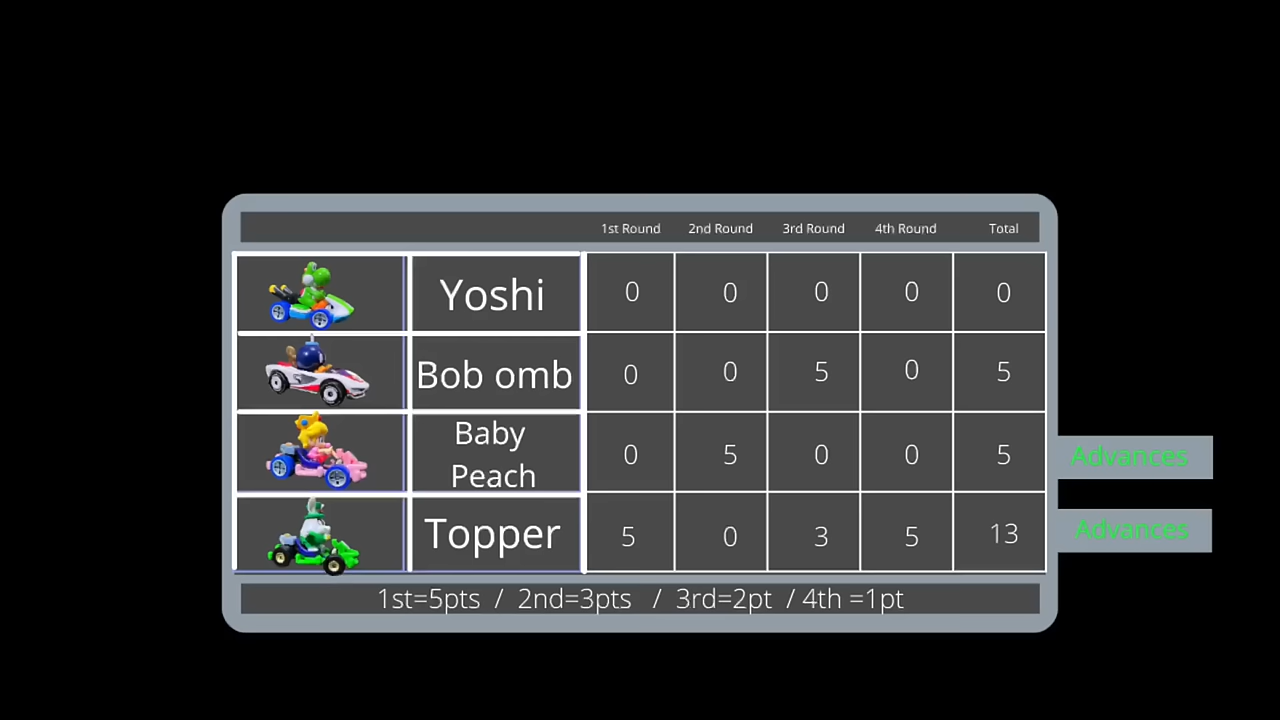 1st Round 2nd Round 3rd Round 4th Round Total
Yoshi 0 0 0 0 0
Bob omb 0 0 5 0 5
Baby
Peach 0 5 0 0 5 Advances
Topper 5 0 3 5 13 Advances
1st=5pts / 2nd=3pts / 3rd=2pt / 4th =1pt